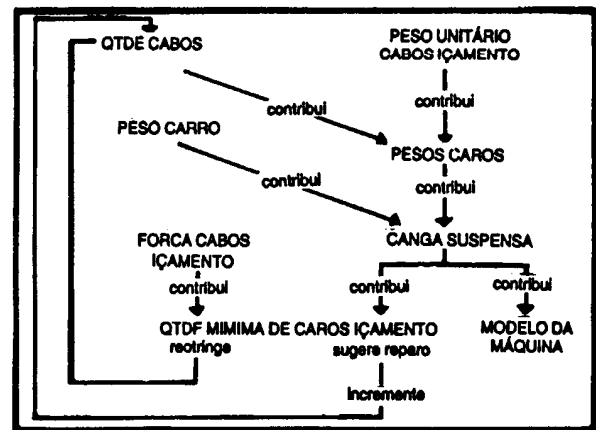 QTDE CABOS
PESO UNITÁRIO
CABOS IÇAMENTO
contribui
contribui
PESO CARRO
PESOS CAROS
contribui
contribui
FORCA CABOS
IÇAMENTO
CANGA SUSPENSA
contribui
contribui
contribui
QTDF MIMIMA DE CAROS IÇAMENTO
MODELO DA
MÁQUINA
reotringe
sugere reparo
Incremente